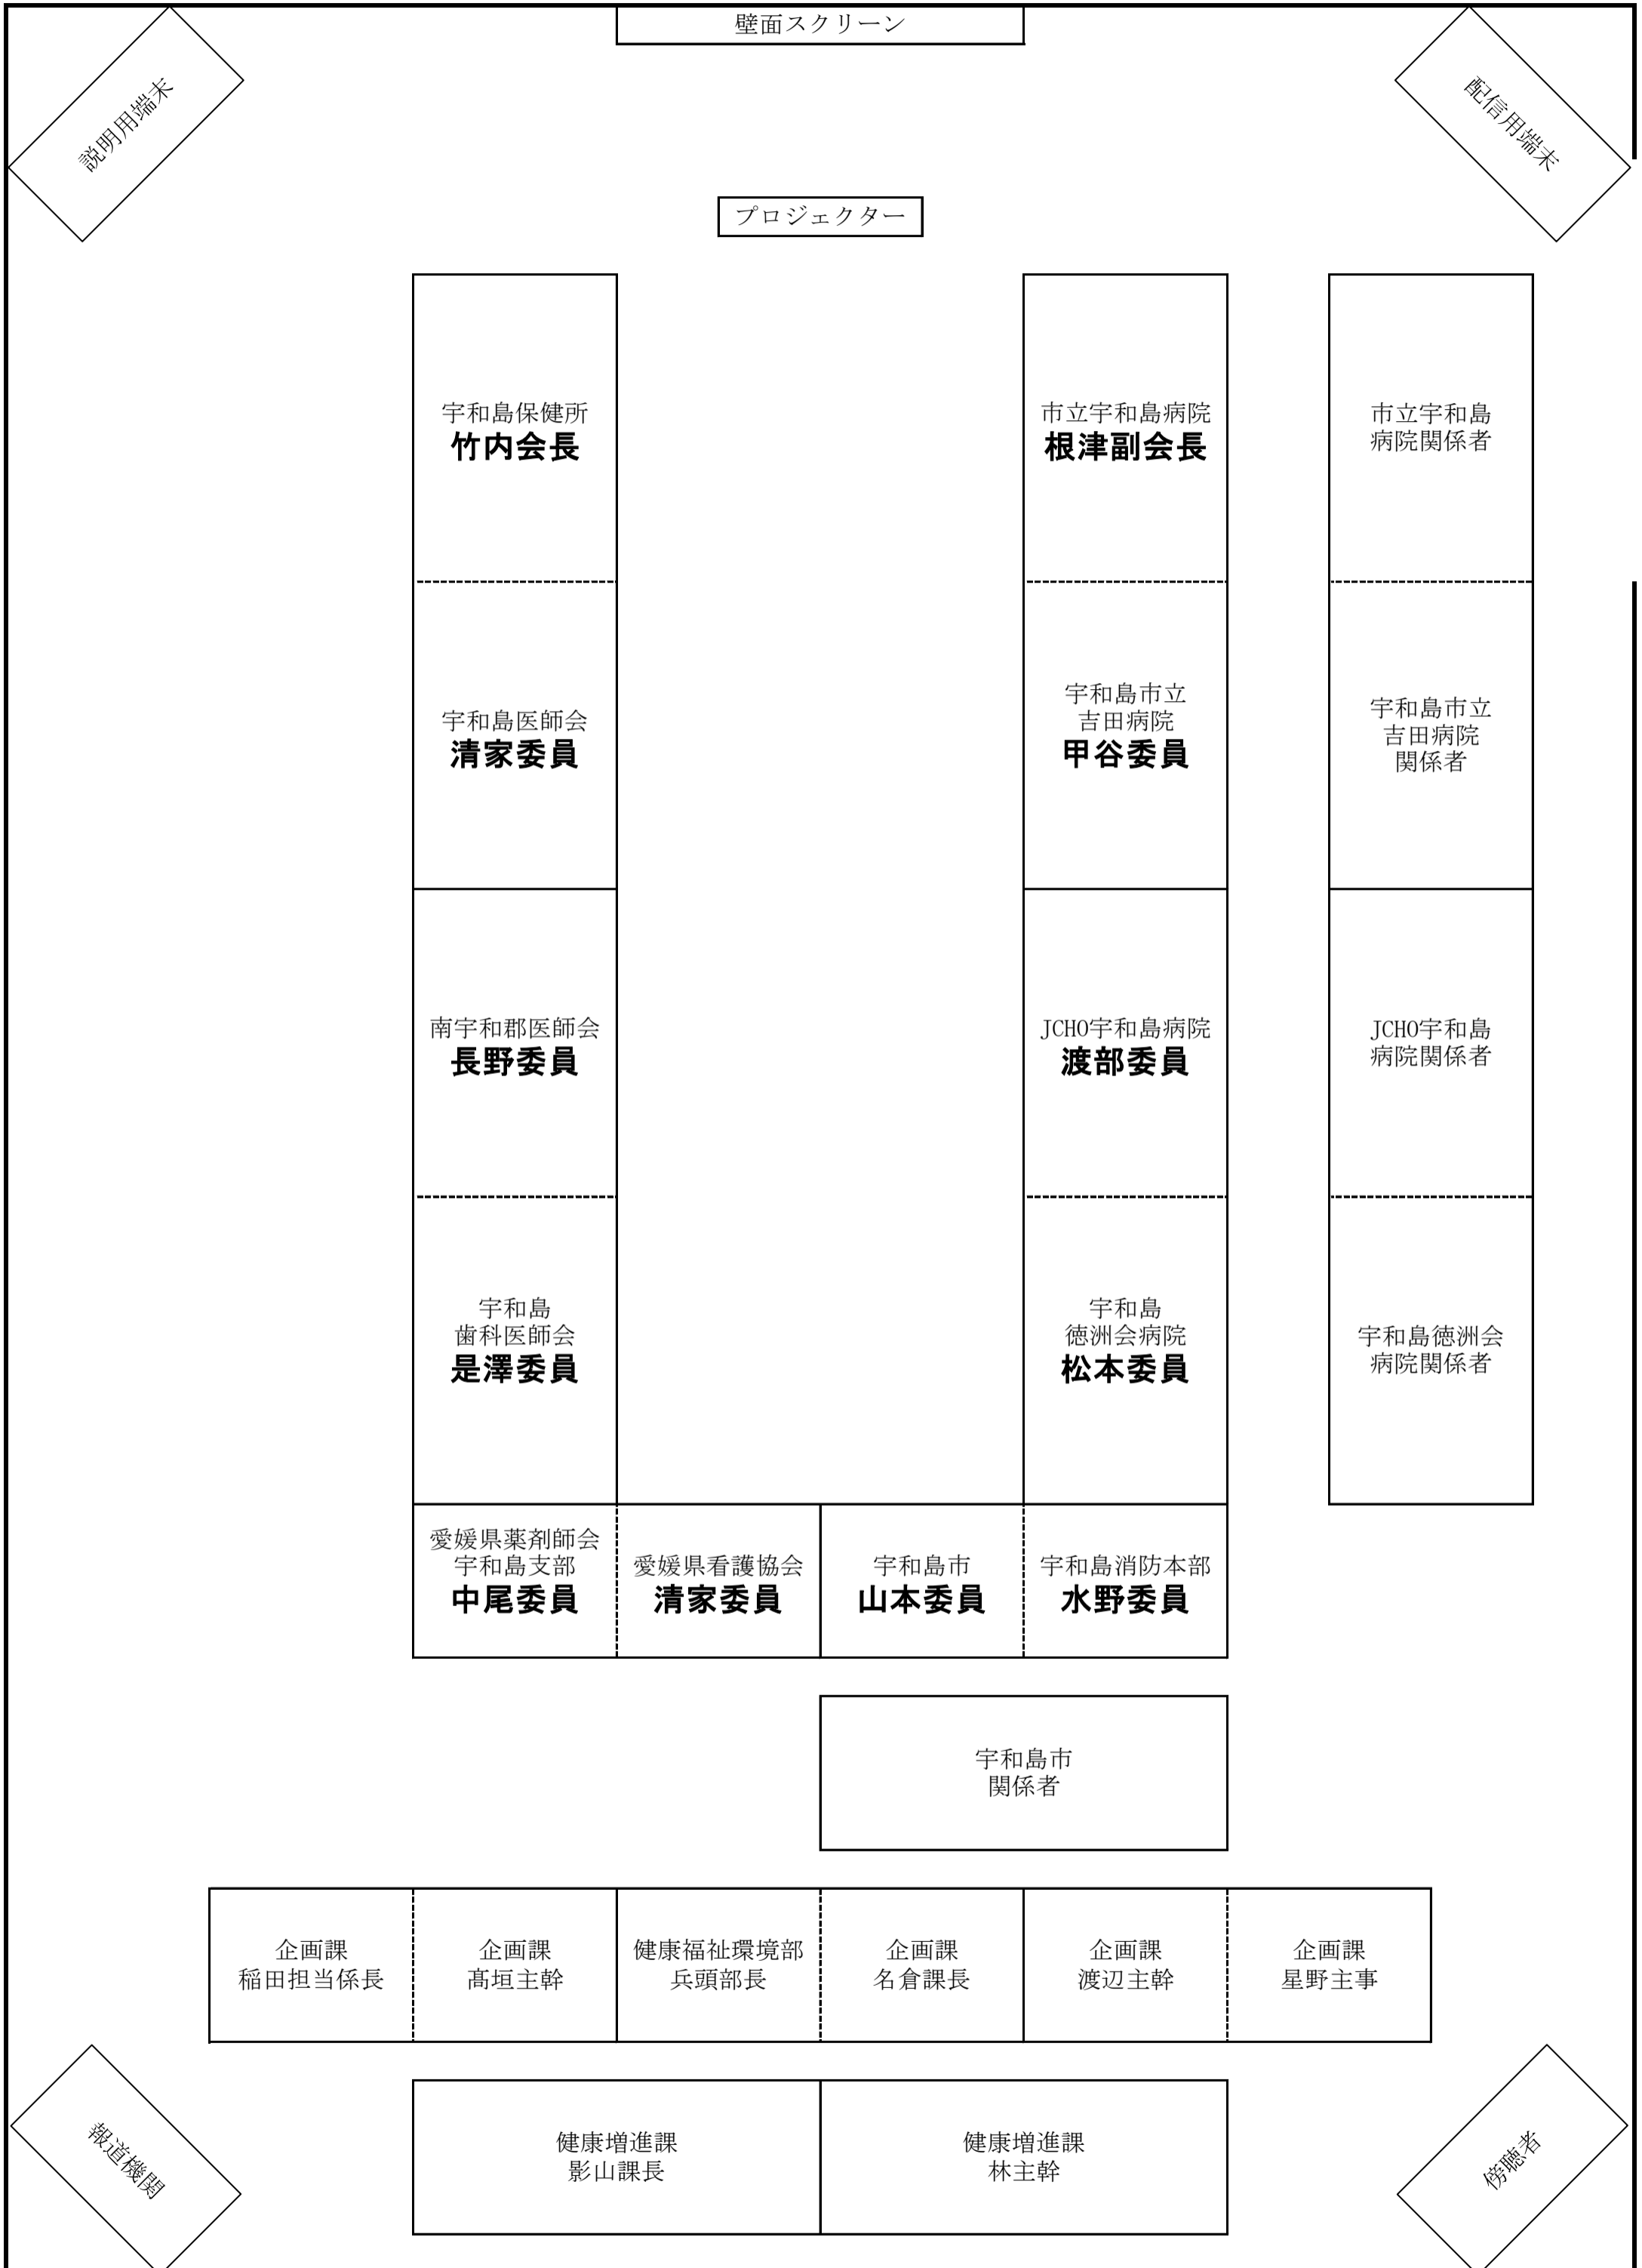 壁面スクリーン
説明用端末
配信用端末
プロジェクター
宇和島保健所
竹内会長
市立宇和島病院
根津副会長
市立宇和島
病院関係者
宇和島医師会
清家委員
宇和島市立
吉田病院
甲谷委員
宇和島市立
吉田病院
関係者
南宇和郡医師会
長野委員
JCHO宇和島病院
渡部委員
JCHO宇和島
病院関係者
宇和島
歯科医師会
是澤委員
宇和島
徳洲会病院
松本委員
宇和島徳洲会
病院関係者
愛媛県薬剤師会
宇和島支部
中尾委員
愛媛県看護協会
清家委員
宇和島市
山本委員
宇和島消防本部
水野委員
宇和島市
関係者
企画課
稲田担当係長
企画課
髙垣主幹
健康福祉環境部
兵頭部長
企画課
名倉課長
企画課
渡辺主幹
企画課
星野主事
報道機関
健康増進課
影山課長
健康増進課
林主幹
傍聴者